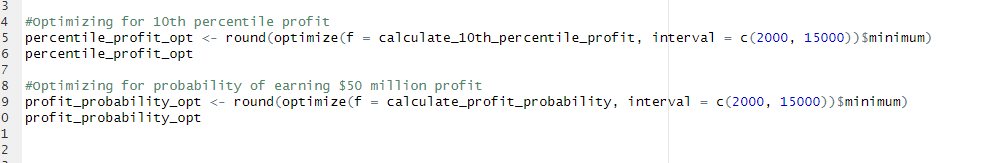 3
4 #Optimizing for 10th percentile profit
5 percentile_profit_opt <- round(optimize(f = calculate_10th_percentile_profit, interval = c(2000, 15000))$minimum)
6 percentile_profit_opt
7
8 #Optimizing for probability of earning $50 million profit
9 profit_probability_opt <- round(optimize(f = calculate_profit_probability, interval = c(2000, 15000))$minimum)
0 profit_probability_opt
1
2